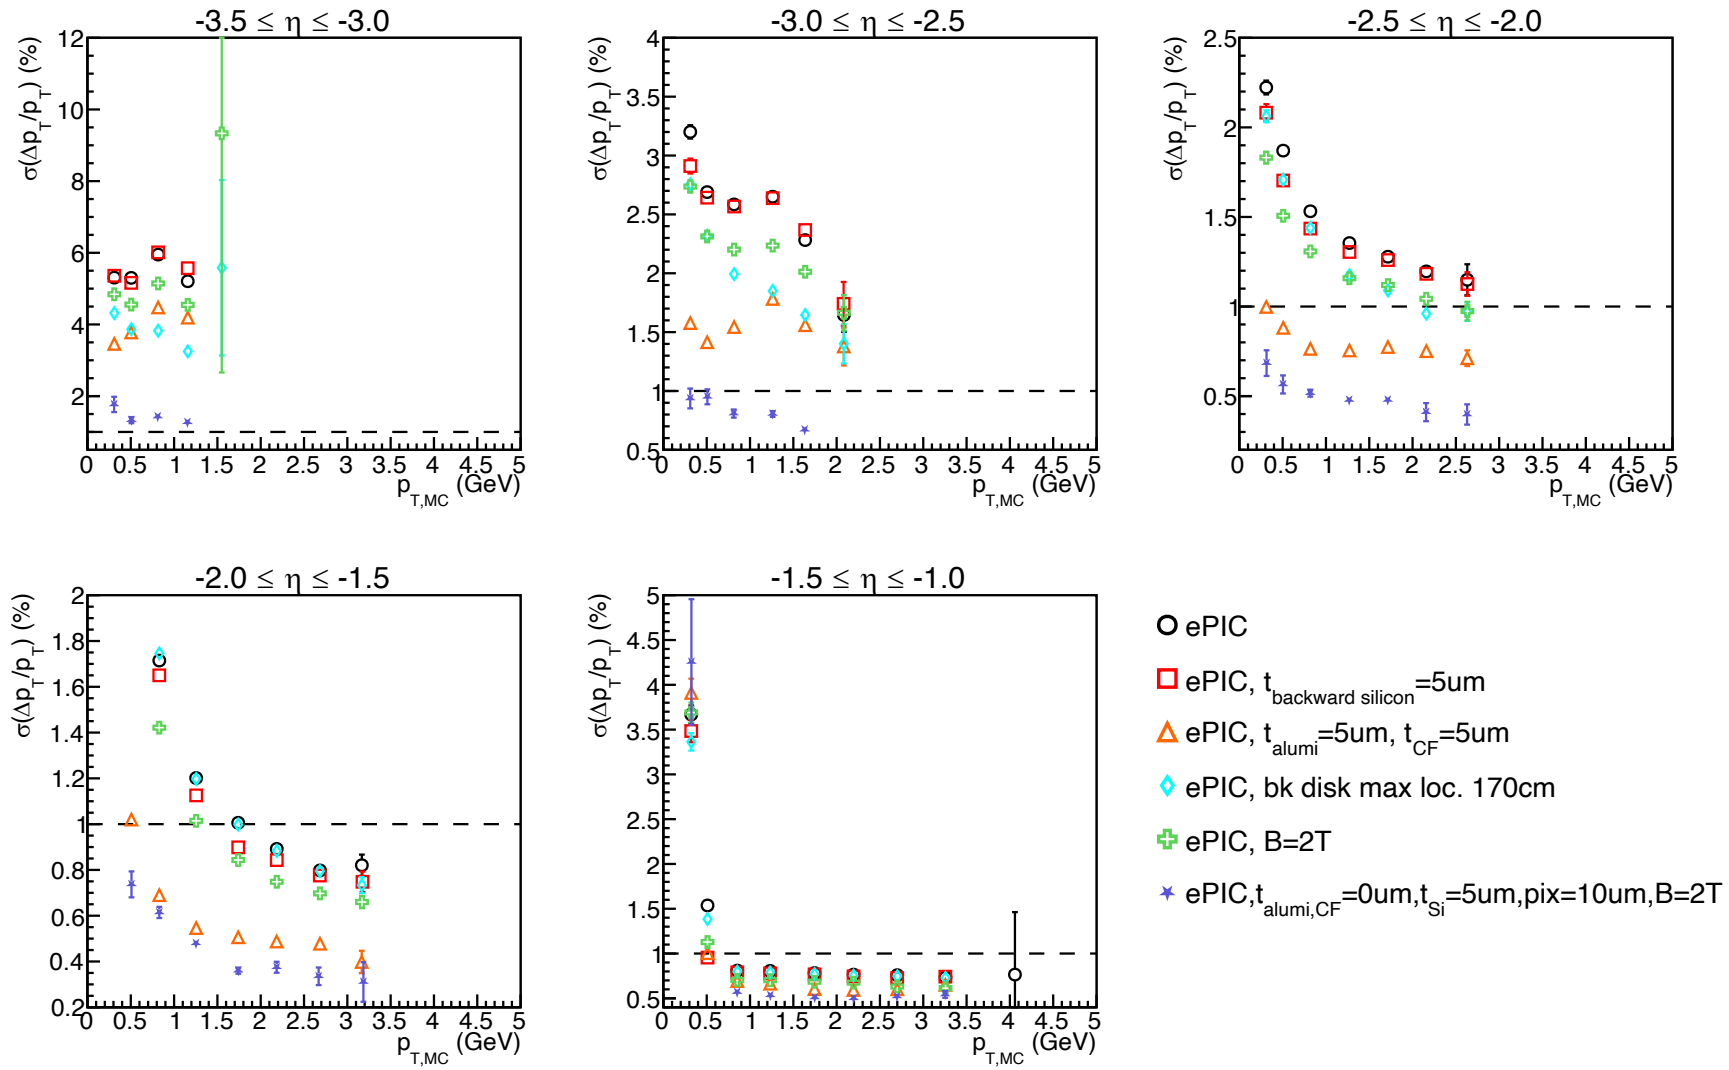 -3.5 ≤ η ≤ -3.0
σ(Δp_T/p_T) (%)
12
10
8
6
4
2
0 0.5 1 1.5 2 2.5 3 3.5 4 4.5 5
p_T,MC (GeV)
-3.0 ≤ η ≤ -2.5
σ(Δp_T/p_T) (%)
4
3.5
3
2.5
2
1.5
1
0.5
0 0.5 1 1.5 2 2.5 3 3.5 4 4.5 5
p_T,MC (GeV)
-2.5 ≤ η ≤ -2.0
σ(Δp_T/p_T) (%)
2.5
2
1.5
1
0.5
0 0.5 1 1.5 2 2.5 3 3.5 4 4.5 5
p_T,MC (GeV)
-2.0 ≤ η ≤ -1.5
σ(Δp_T/p_T) (%)
2
1.8
1.6
1.4
1.2
1
0.8
0.6
0.4
0.2
0 0.5 1 1.5 2 2.5 3 3.5 4 4.5 5
p_T,MC (GeV)
-1.5 ≤ η ≤ -1.0
σ(Δp_T/p_T) (%)
5
4.5
4
3.5
3
2.5
2
1.5
1
0.5
0 0.5 1 1.5 2 2.5 3 3.5 4 4.5 5
p_T,MC (GeV)
ePIC
ePIC, t_backward silicon=5um
ePIC, t_alumi=5um, t_CF=5um
ePIC, bk disk max loc. 170cm
ePIC, B=2T
ePIC,t_alumi,CF=0um,t_Si=5um,pix=10um,B=2T